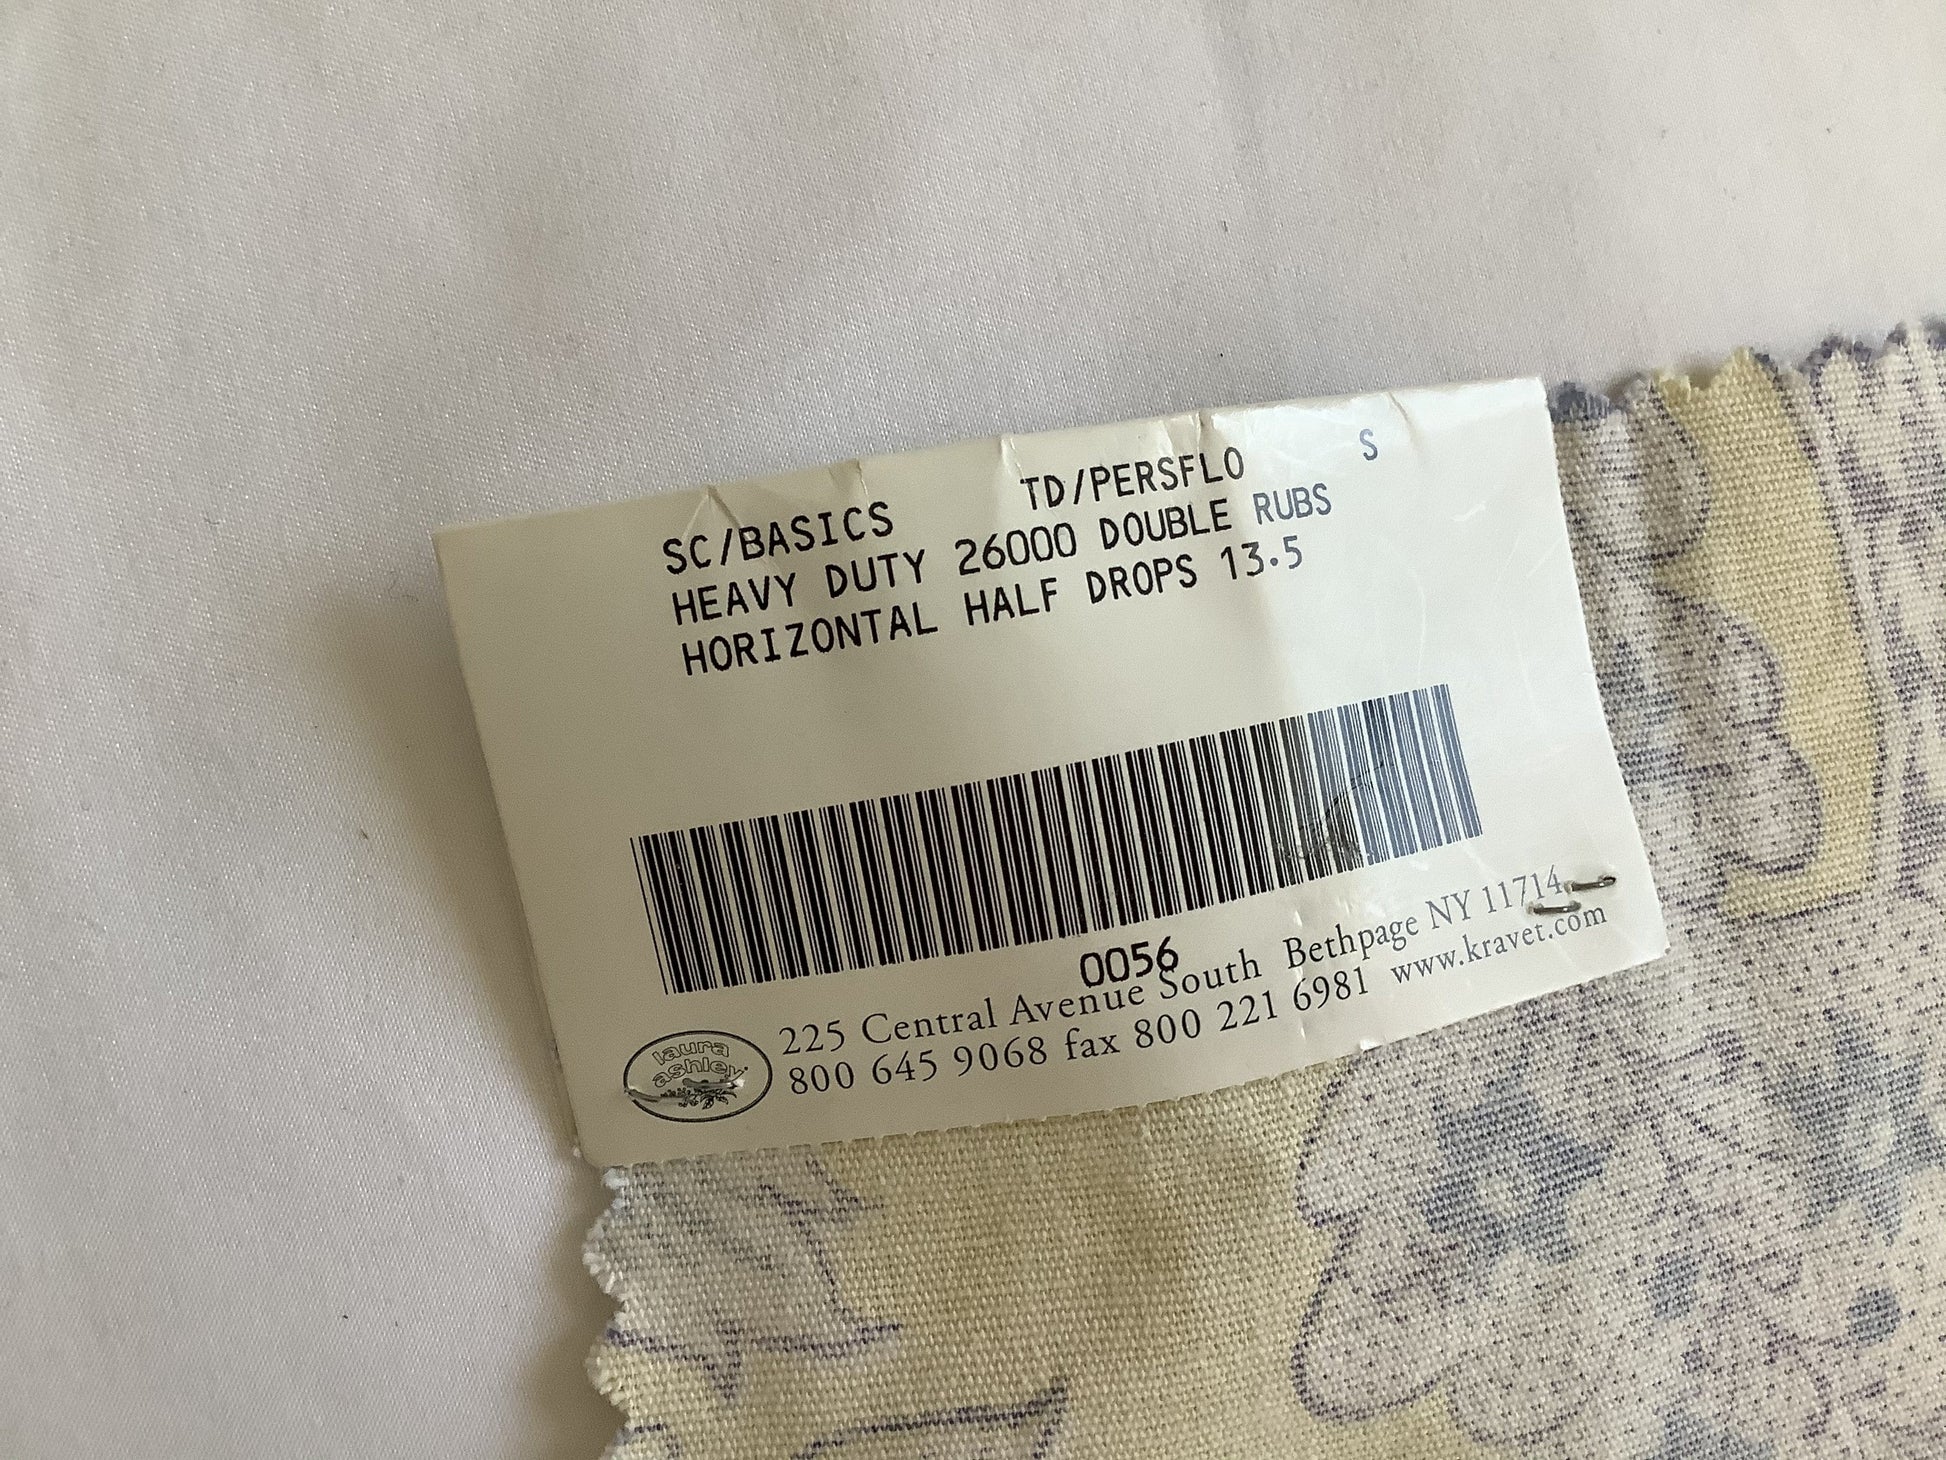 SC/BASICS TD/PERSFLO S
HEAVY DUTY 26000 DOUBLE RUBS
HORIZONTAL HALF DROPS 13.5
0056
225 Central Avenue South Bethpage NY 11714
800 645 9068 fax 800 221 6981 www.kravet.com
laura
ashley